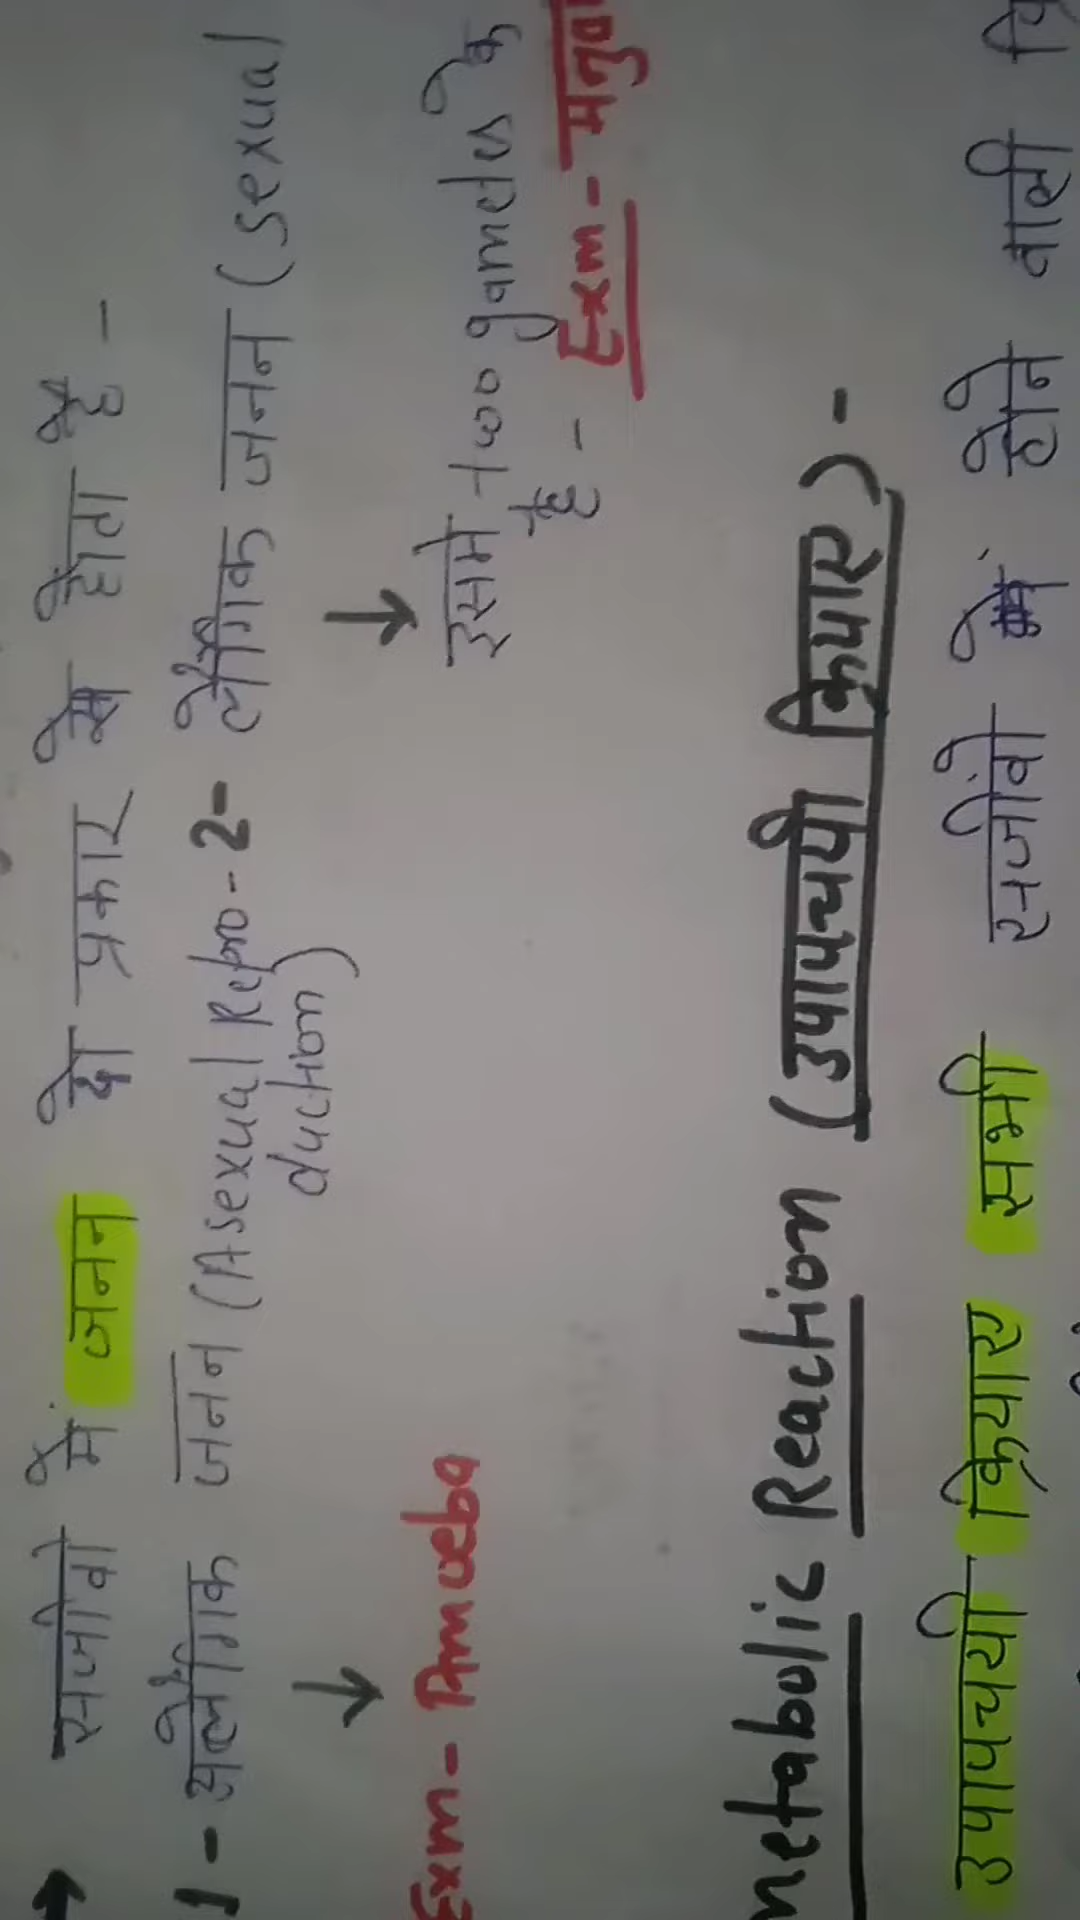 → सजीवो मे जनन दो प्रकार से होता है -
1 - अलैंगिक जनन (Asexual Repro- 2- लैंगिक जनन (sexual
duction)
↓ ↓
Exm - Amoeba इसमे two gametes के
है - Exm -
Metabolic Reaction (उपापचयी क्रियाए) -
उपापचयी क्रियाए सभी सजीवो में होने वाली